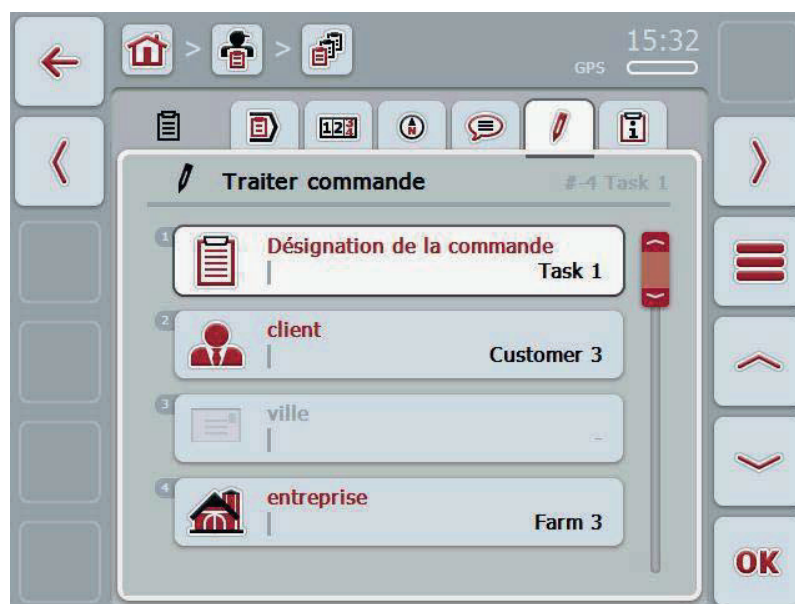 15:32
GPS
123
N
i
Traiter commande
#-4 Task 1
1
Désignation de la commande
Task 1
2
client
Customer 3
3
ville
-
4
entreprise
Farm 3
OK